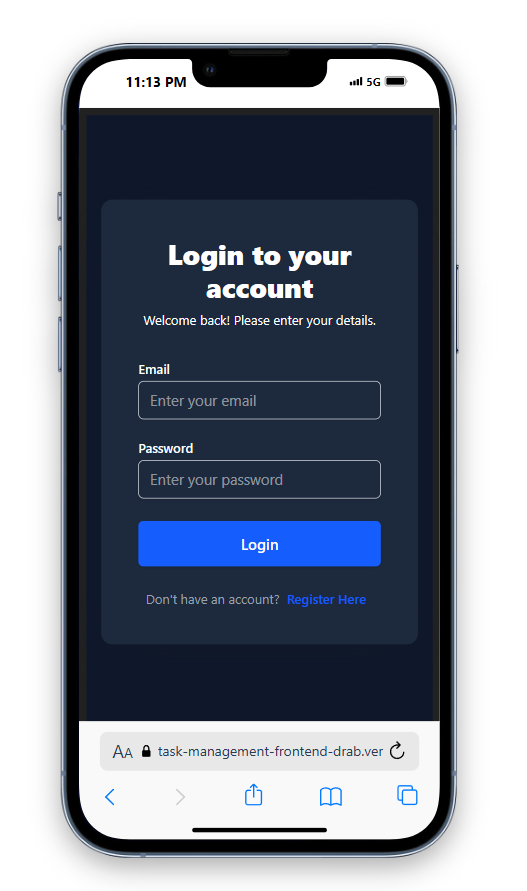 11:13 PM 5G
Login to your
account
Welcome back! Please enter your details.
Email
Enter your email
Password
Enter your password
Login
Don't have an account? Register Here
AA task-management-frontend-drab.ver